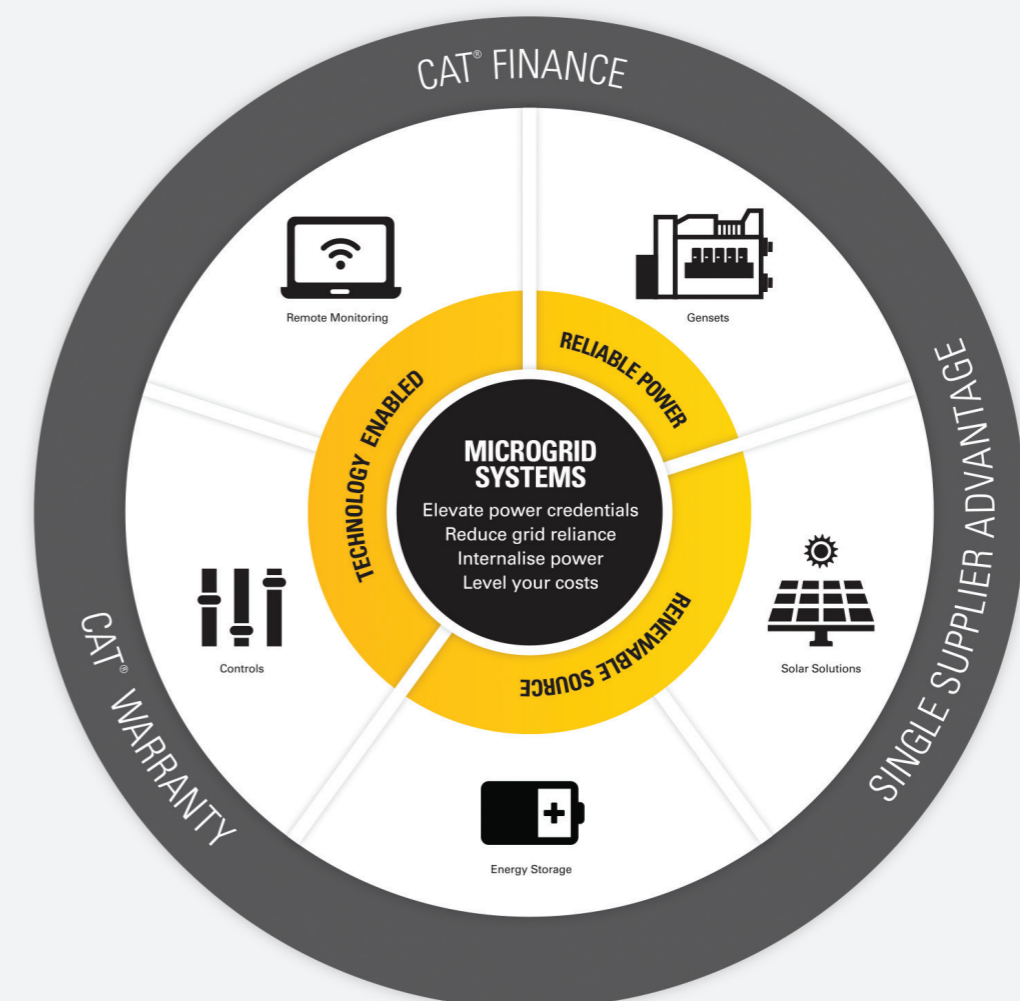 CAT® FINANCE
Remote Monitoring
Gensets
RELIABLE POWER
TECHNOLOGY ENABLED
MICROGRID
SYSTEMS
Elevate power credentials
Reduce grid reliance
Internalise power
Level your costs
SINGLE SUPPLIER ADVANTAGE
RENEWABLE SOURCE
Controls
Solar Solutions
CAT® WARRANTY
Energy Storage